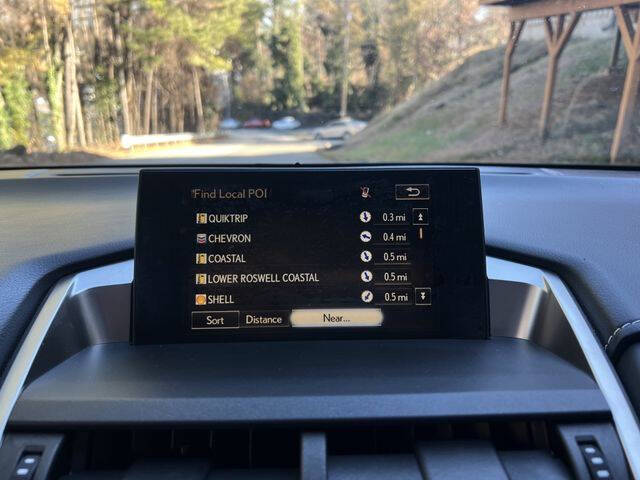 Find Local POI
QUIKTRIP 0.3 mi
CHEVRON 0.4 mi
COASTAL 0.5 mi
LOWER ROSWELL COASTAL 0.5 mi
SHELL 0.5 mi
Sort Distance Near...